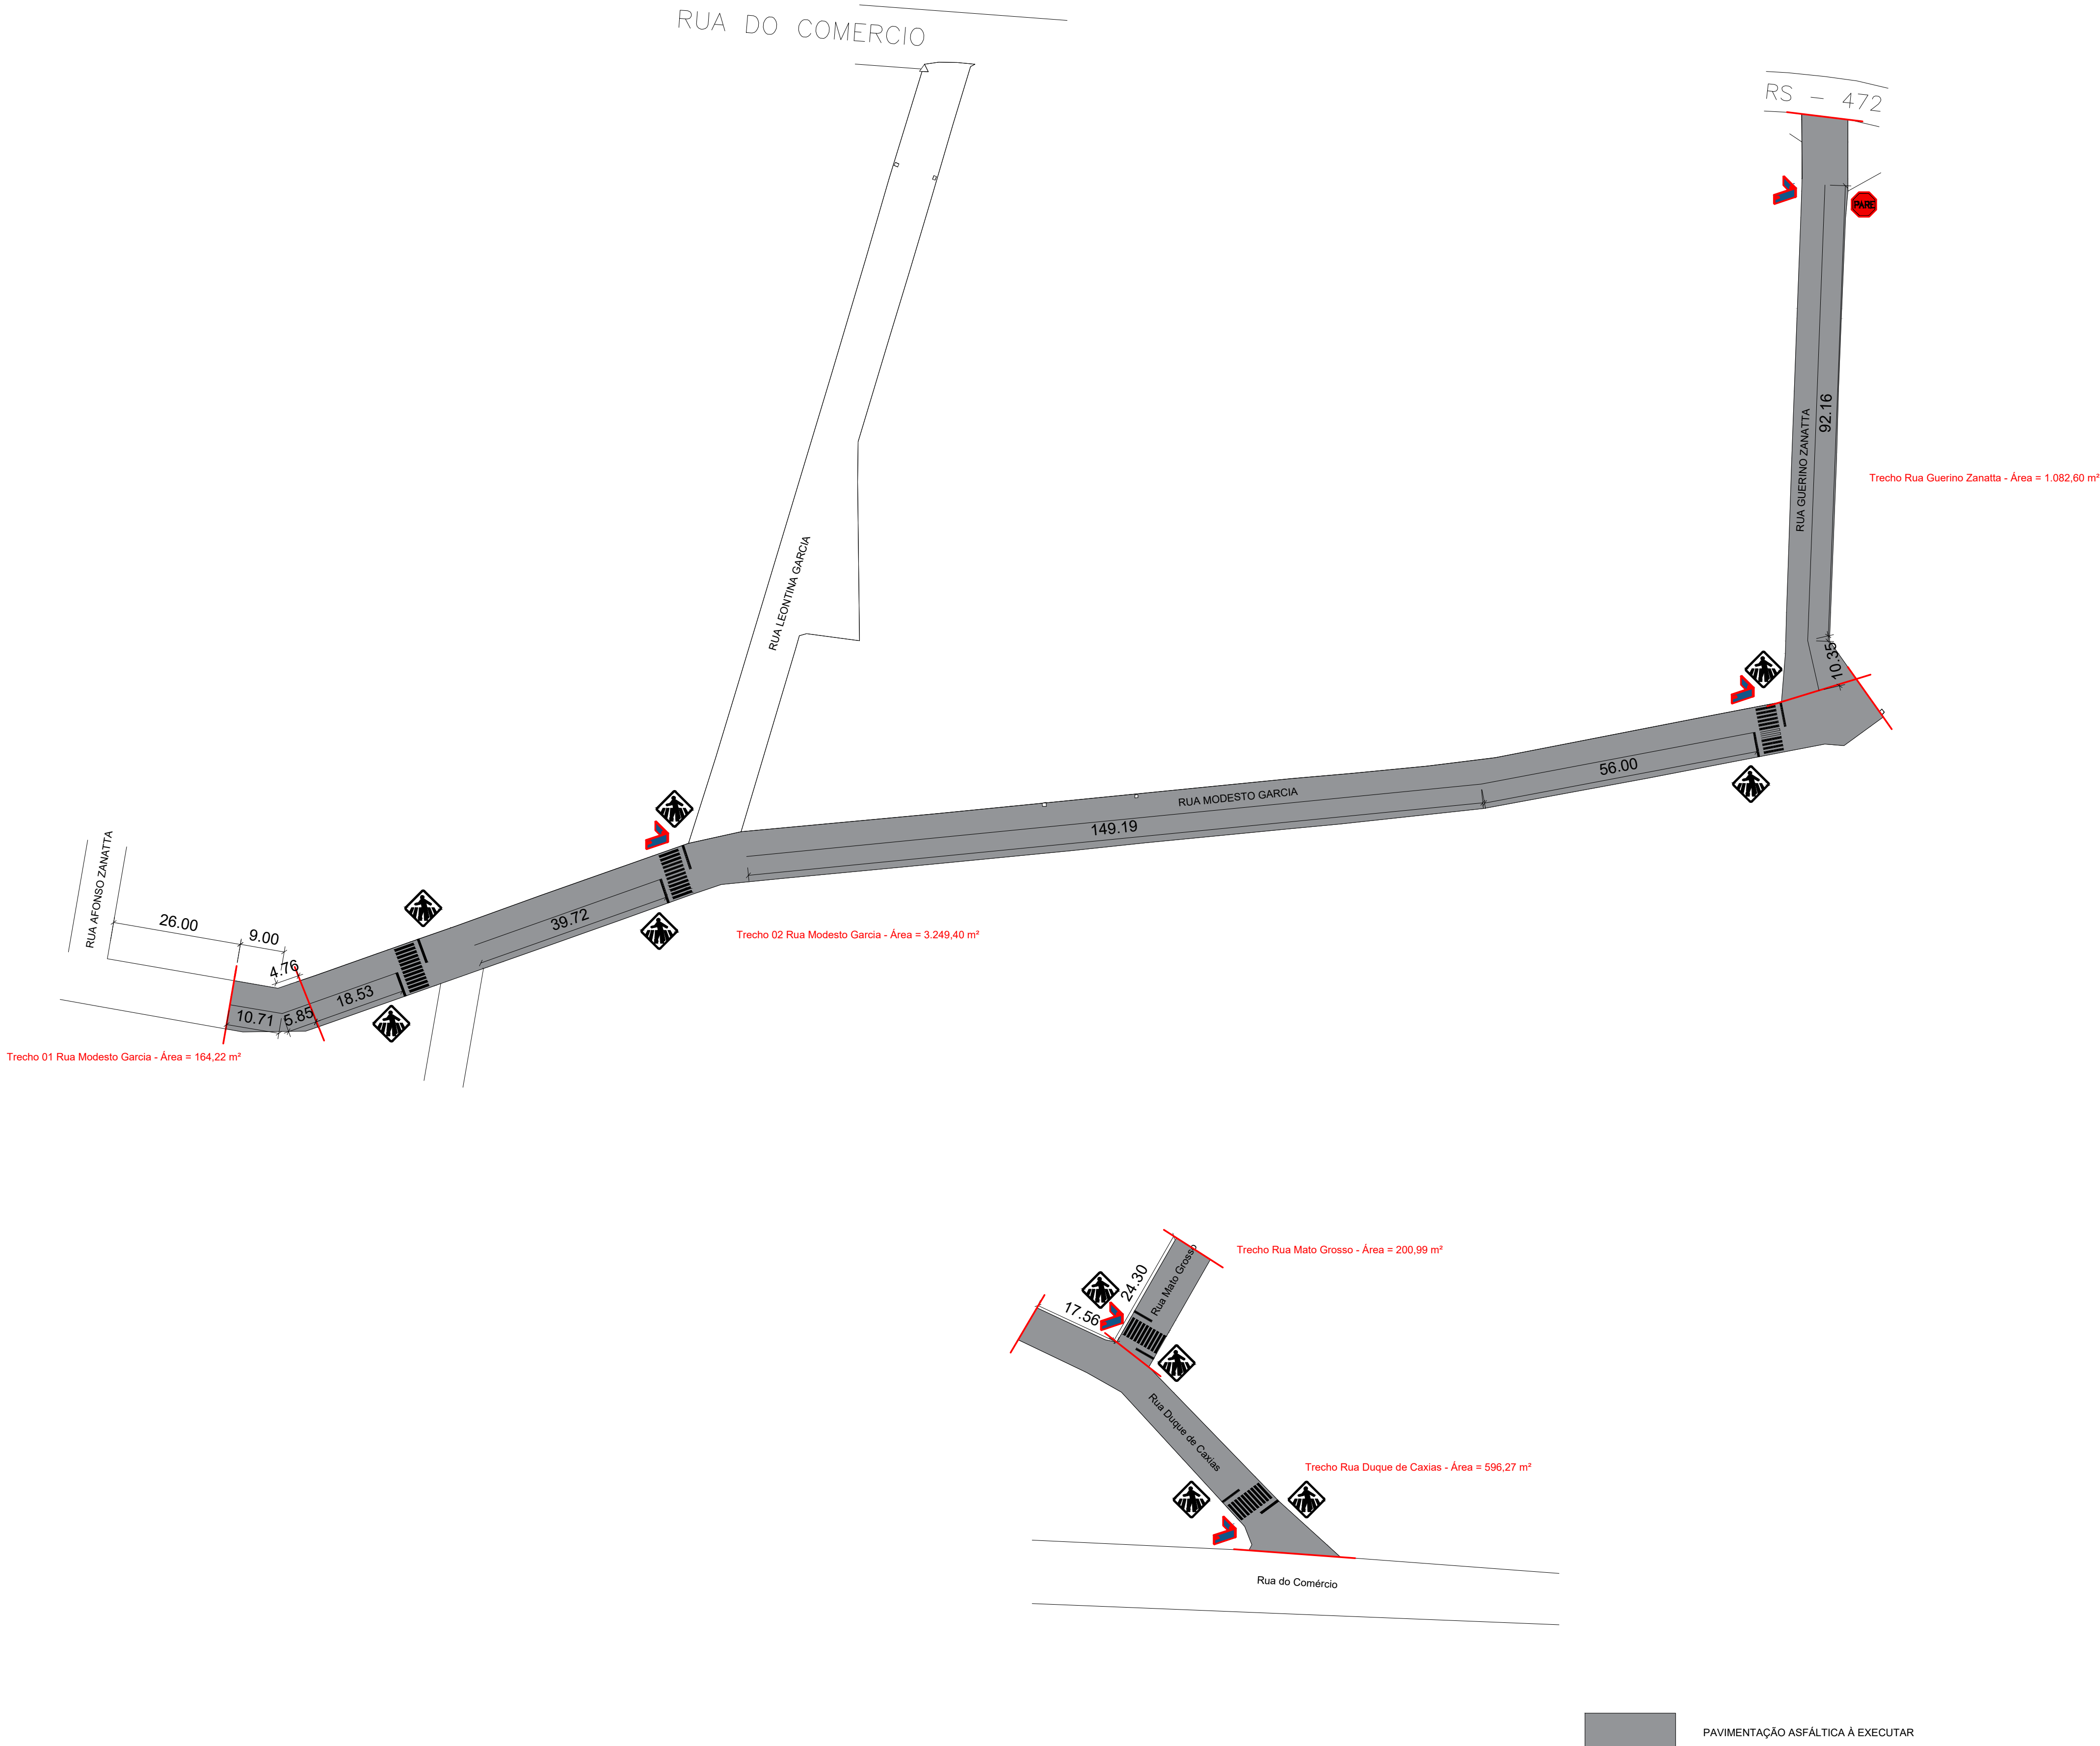 RUA DO COMERCIO
RS - 472
PARE
92.16
RUA GUERINO ZANATTA
Trecho Rua Guerino Zanatta - Área = 1.082,60 m²
RUA LEONTINA GARCIA
10.35
56.00
RUA MODESTO GARCIA
149.19
RUA AFONSO ZANATTA
26.00
9.00
39.72
Trecho 02 Rua Modesto Garcia - Área = 3.249,40 m²
4.76
18.53
10.71
5.85
Trecho 01 Rua Modesto Garcia - Área = 164,22 m²
Trecho Rua Mato Grosso - Área = 200,99 m²
24.30
Rua Mato Grosso
17.56
Rua Duque de Caxias
Trecho Rua Duque de Caxias - Área = 596,27 m²
Rua do Comércio
PAVIMENTAÇÃO ASFÁLTICA À EXECUTAR